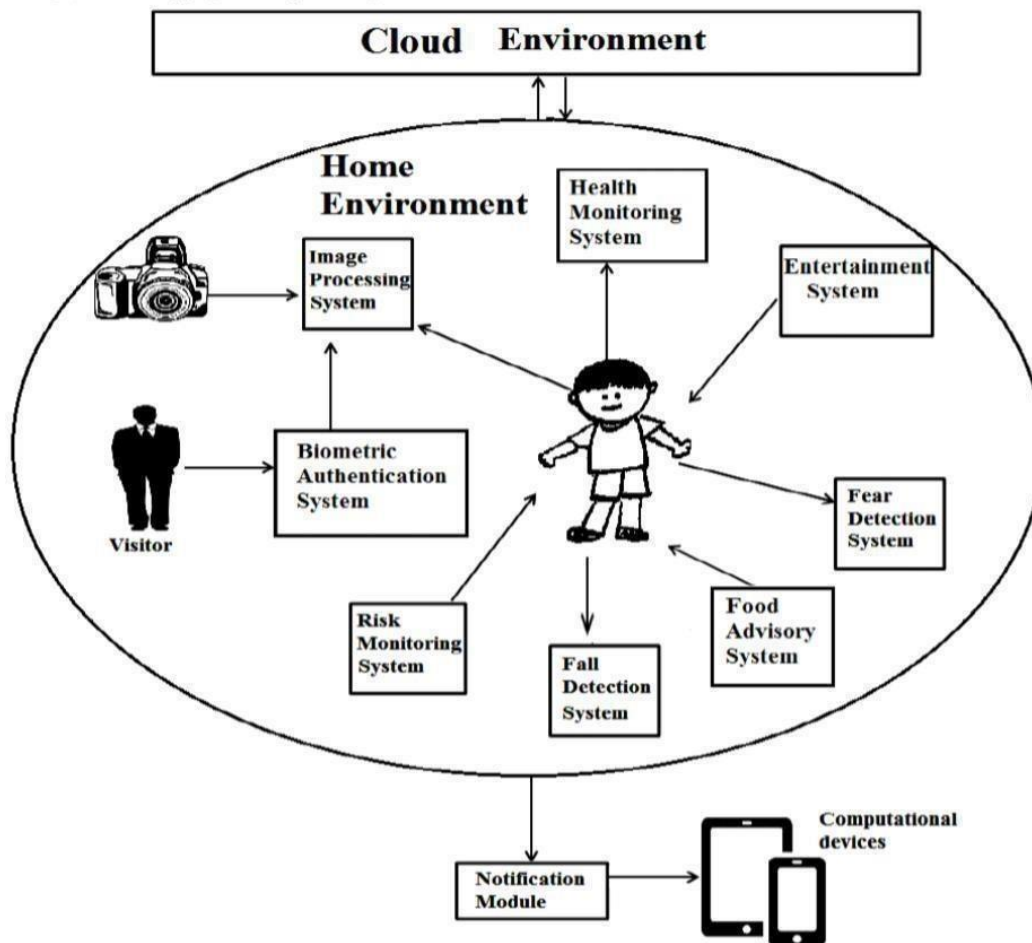 Cloud Environment
Home
Environment
Health
Monitoring
System
Image
Processing
System
Entertainment
System
Biometric
Authentication
System
Visitor
Fear
Detection
System
Risk
Monitoring
System
Food
Advisory
System
Fall
Detection
System
Computational
devices
Notification
Module